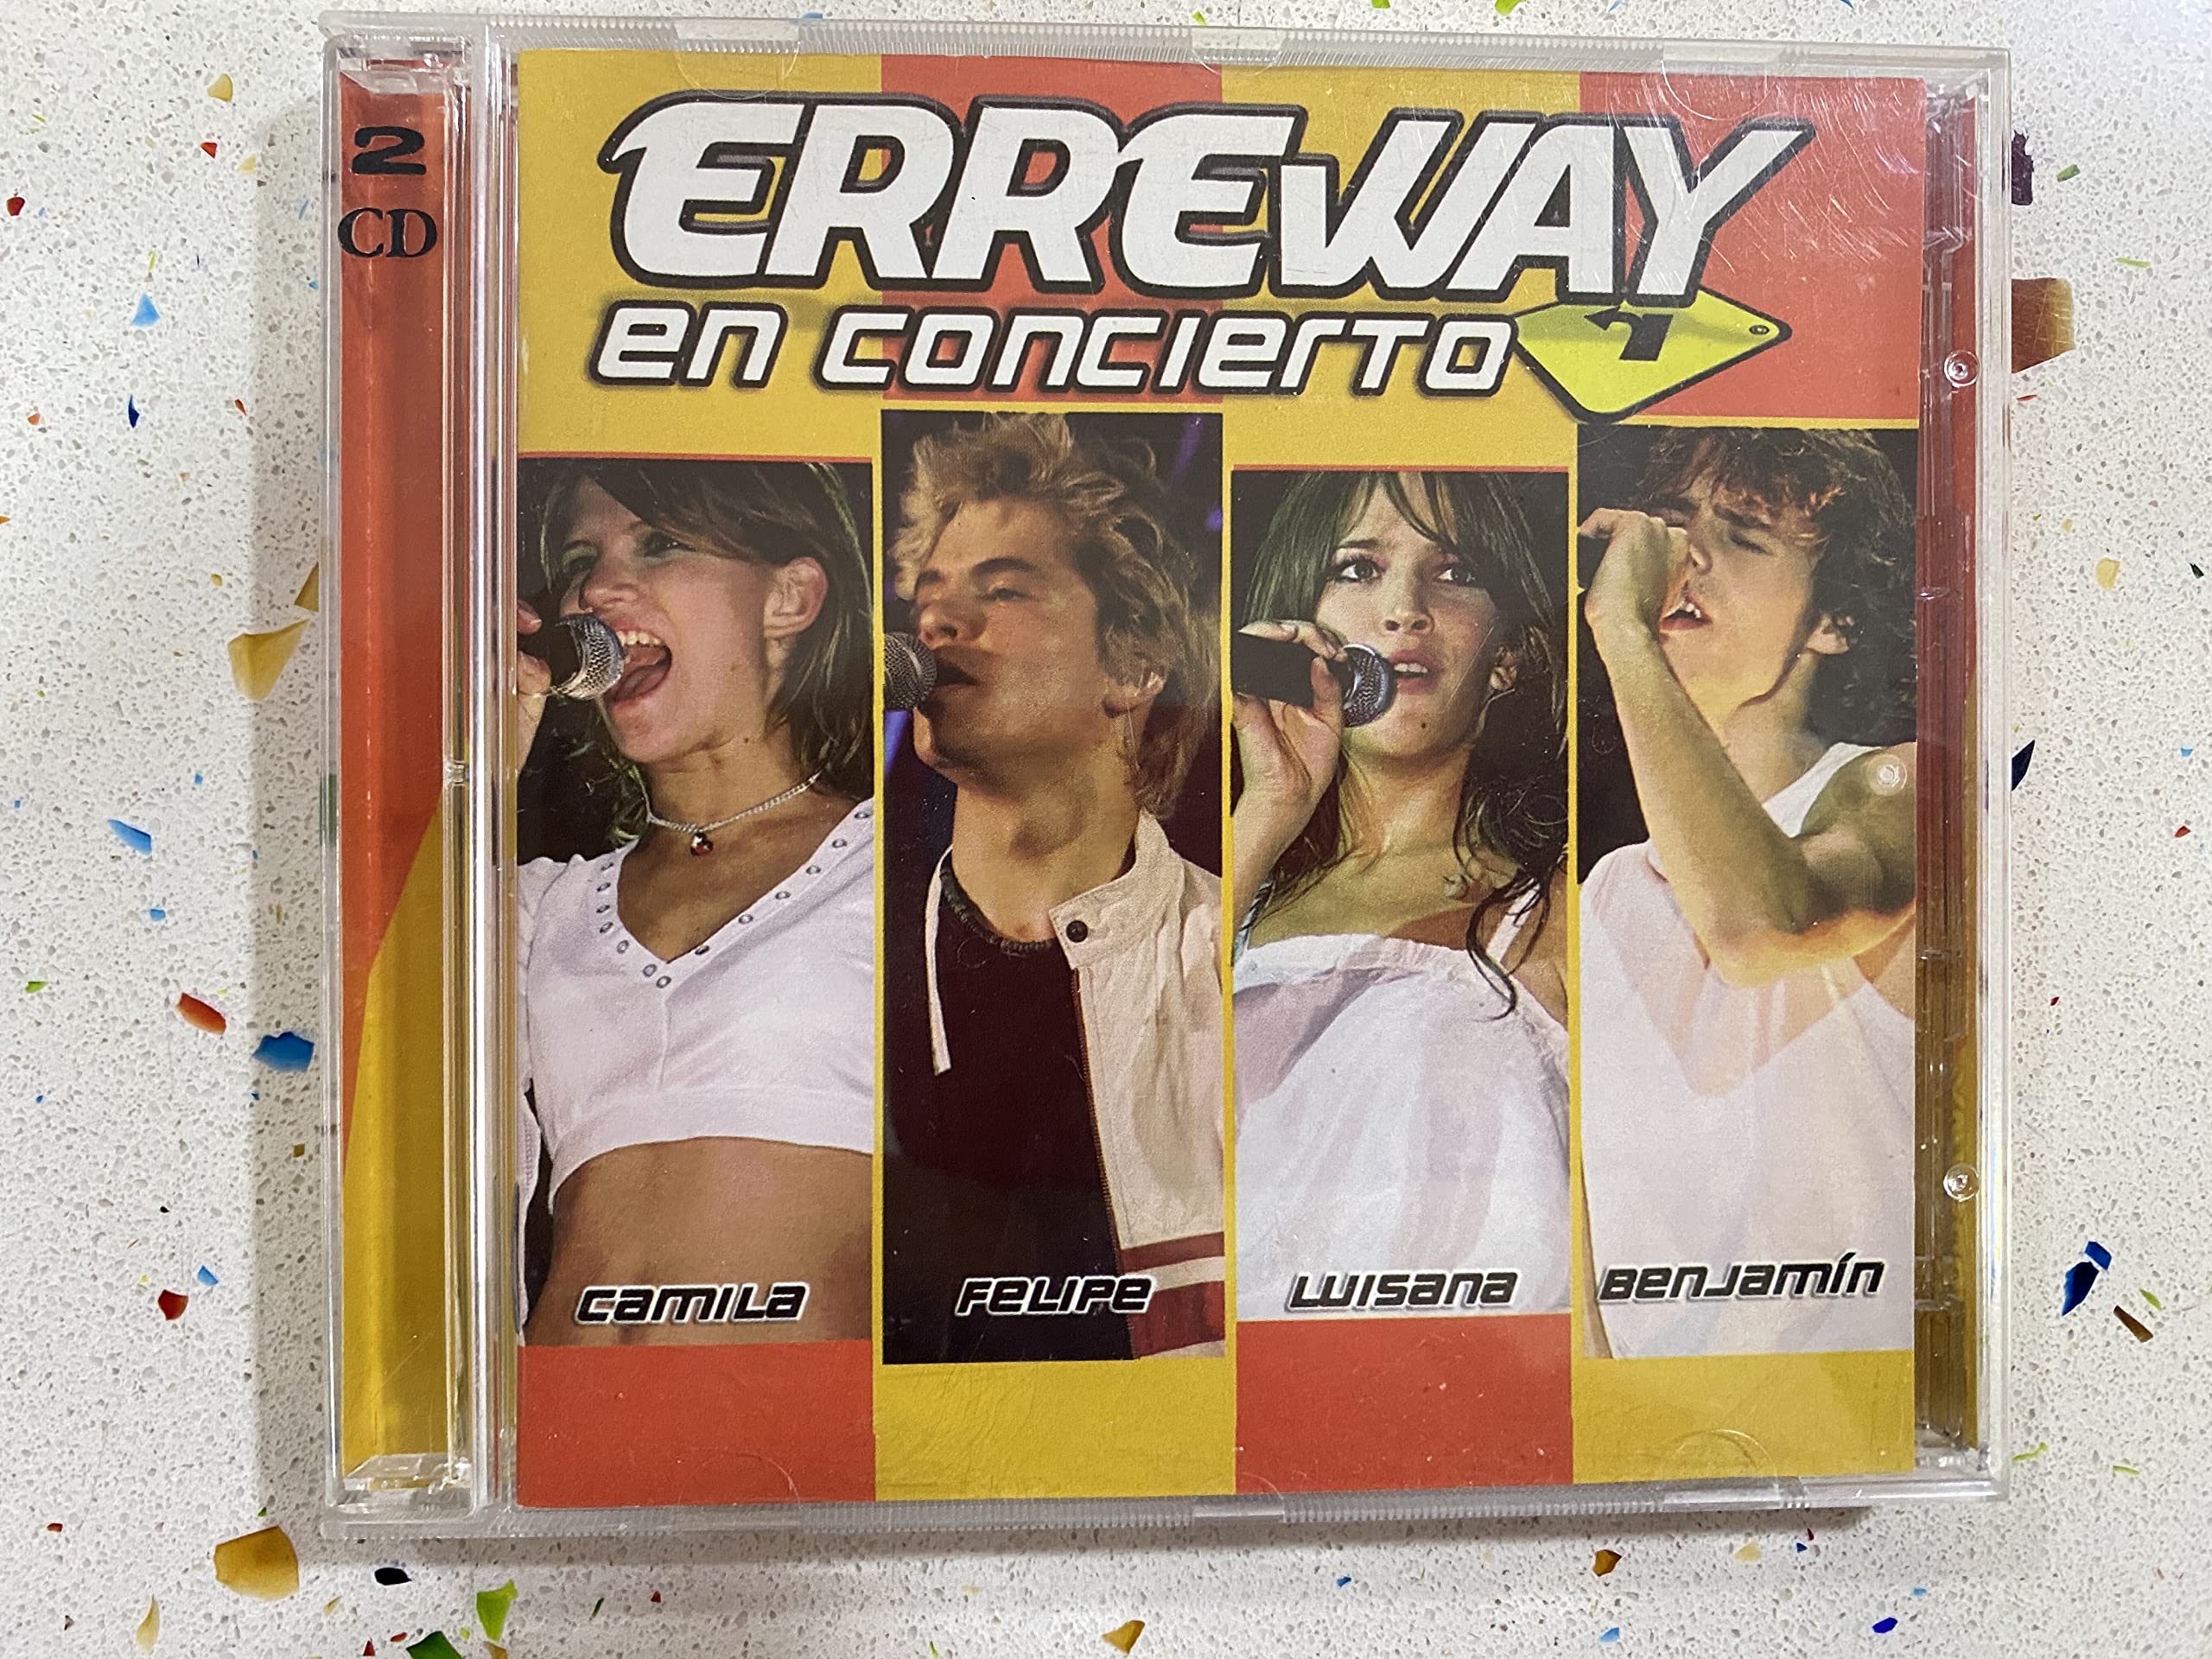 2
CD
ERREWAY
en concierto
camila
Felipe
Luisana
Benjamín